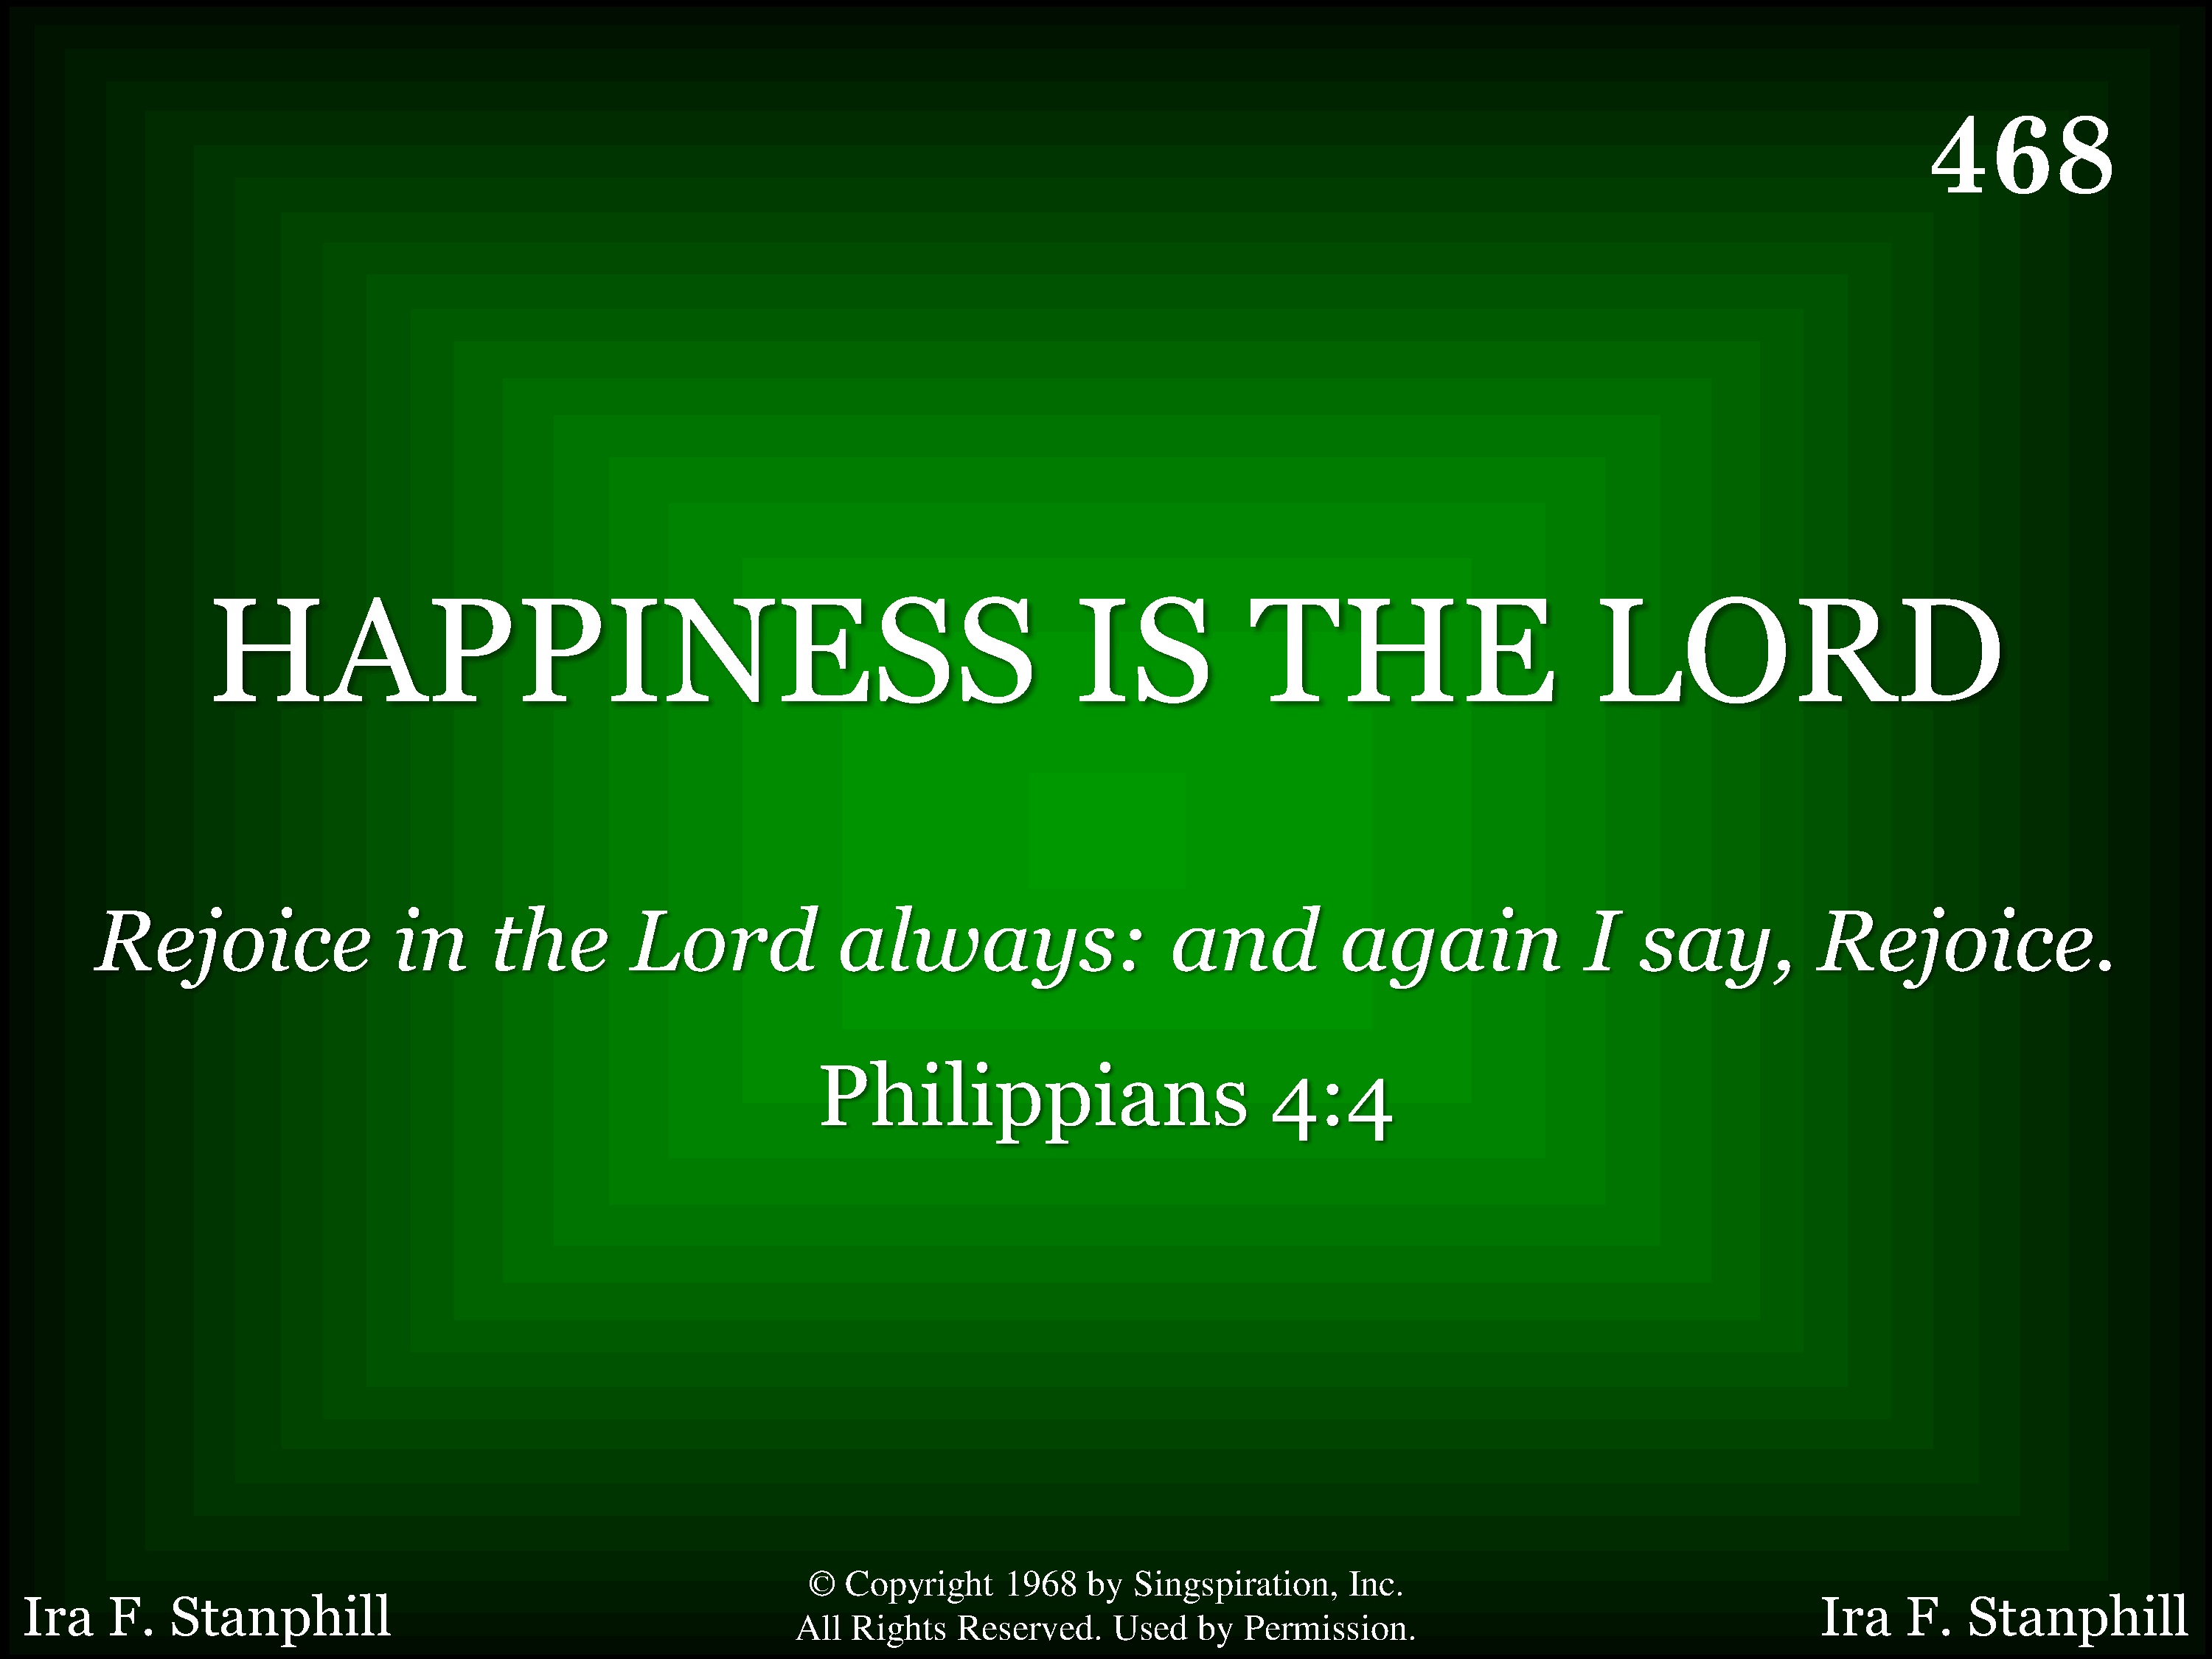 468
HAPPINESS IS THE LORD
Rejoice in the Lord always: and again I say, Rejoice.
Philippians 4:4
Ira F. Stanphill
© Copyright 1968 by Singspiration, Inc.
All Rights Reserved. Used by Permission.
Ira F. Stanphill